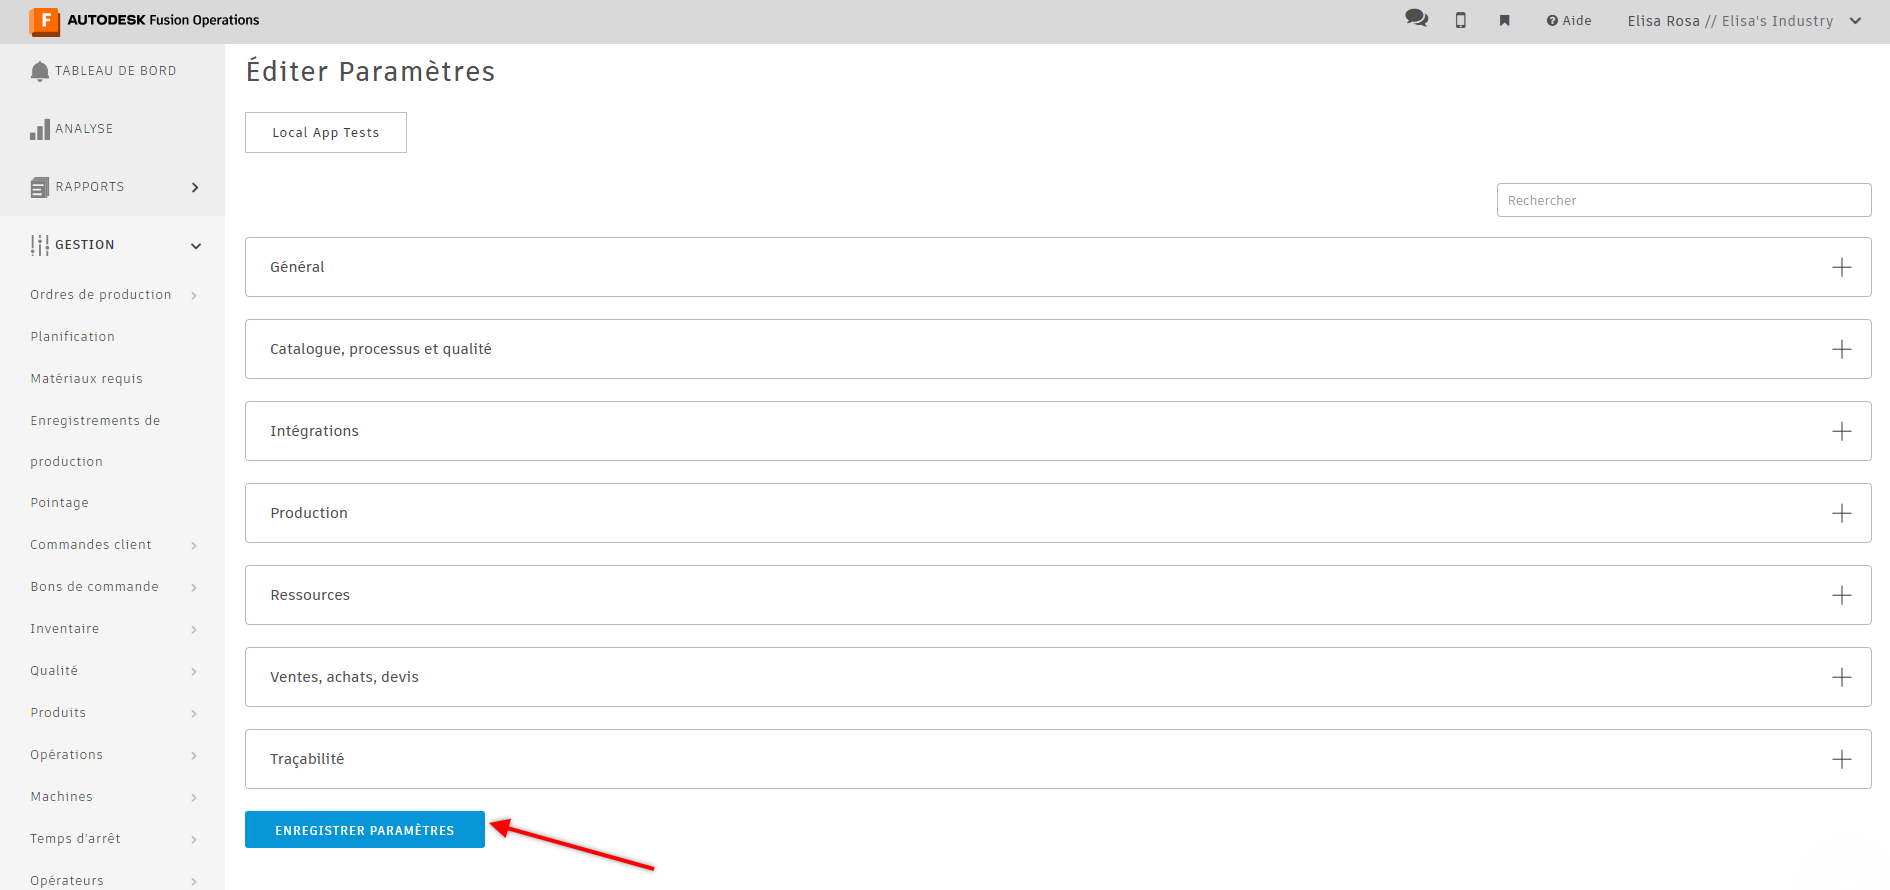 AUTODESK Fusion Operations
Aide
Elisa Rosa // Elisa's Industry
TABLEAU DE BORD
ANALYSE
RAPPORTS
GESTION
Ordres de production
Planification
Matériaux requis
Enregistrements de
production
Pointage
Commandes client
Bons de commande
Inventaire
Qualité
Produits
Opérations
Machines
Temps d'arrêt
Opérateurs
Éditer Paramètres
Local App Tests
Rechercher
Général
Catalogue, processus et qualité
Intégrations
Production
Ressources
Ventes, achats, devis
Traçabilité
ENREGISTRER PARAMÈTRES